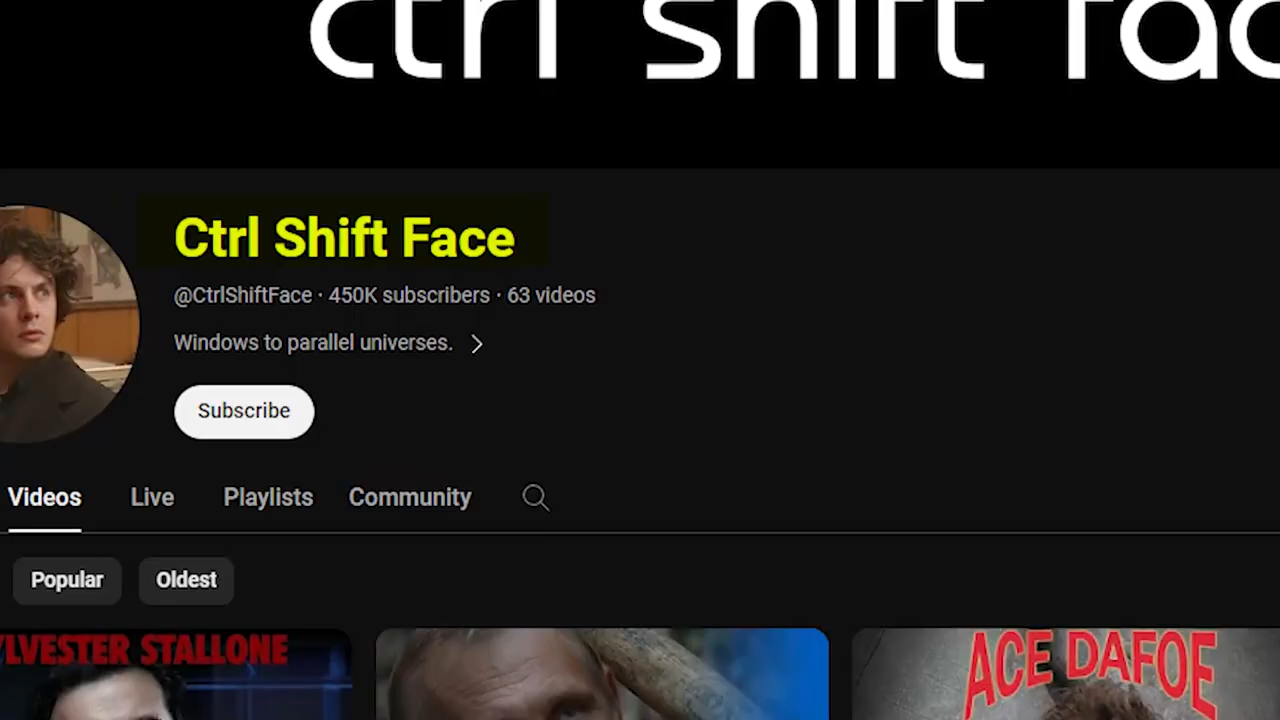 ctrl shift fac
Ctrl Shift Face
@CtrlShiftFace · 450K subscribers · 63 videos
Windows to parallel universes.
Subscribe
Videos Live Playlists Community
Popular Oldest
YLVESTER STALLONE
ACE DAFOE